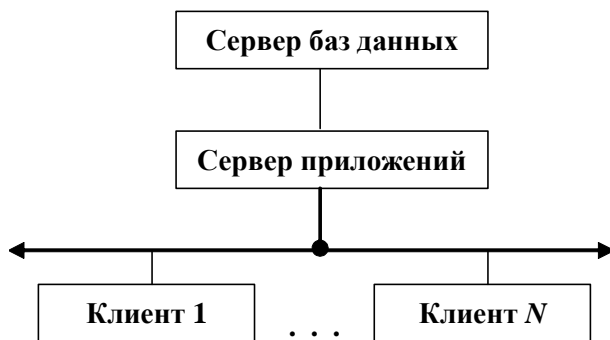 Сервер баз данных
Сервер приложений
Клиент 1
. . .
Клиент N